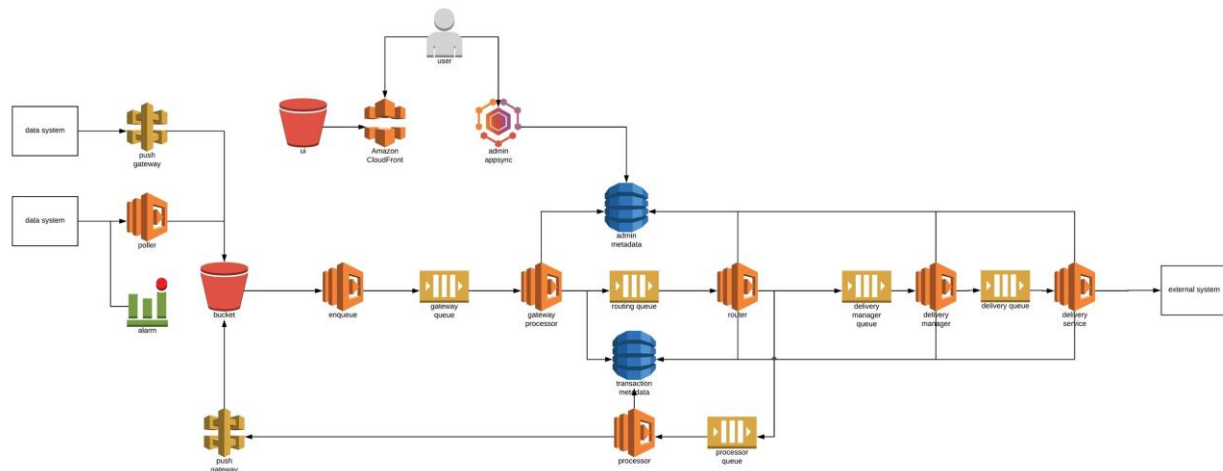 user
data system
push
gateway
ui
Amazon
CloudFront
admin
appsync
data system
poller
admin
metadata
alarm
bucket
enqueue
gateway
queue
gateway
processor
routing queue
router
delivery
manager
queue
delivery
manager
delivery queue
delivery
service
external system
transaction
metadata
push
gateway
processor
processor
queue